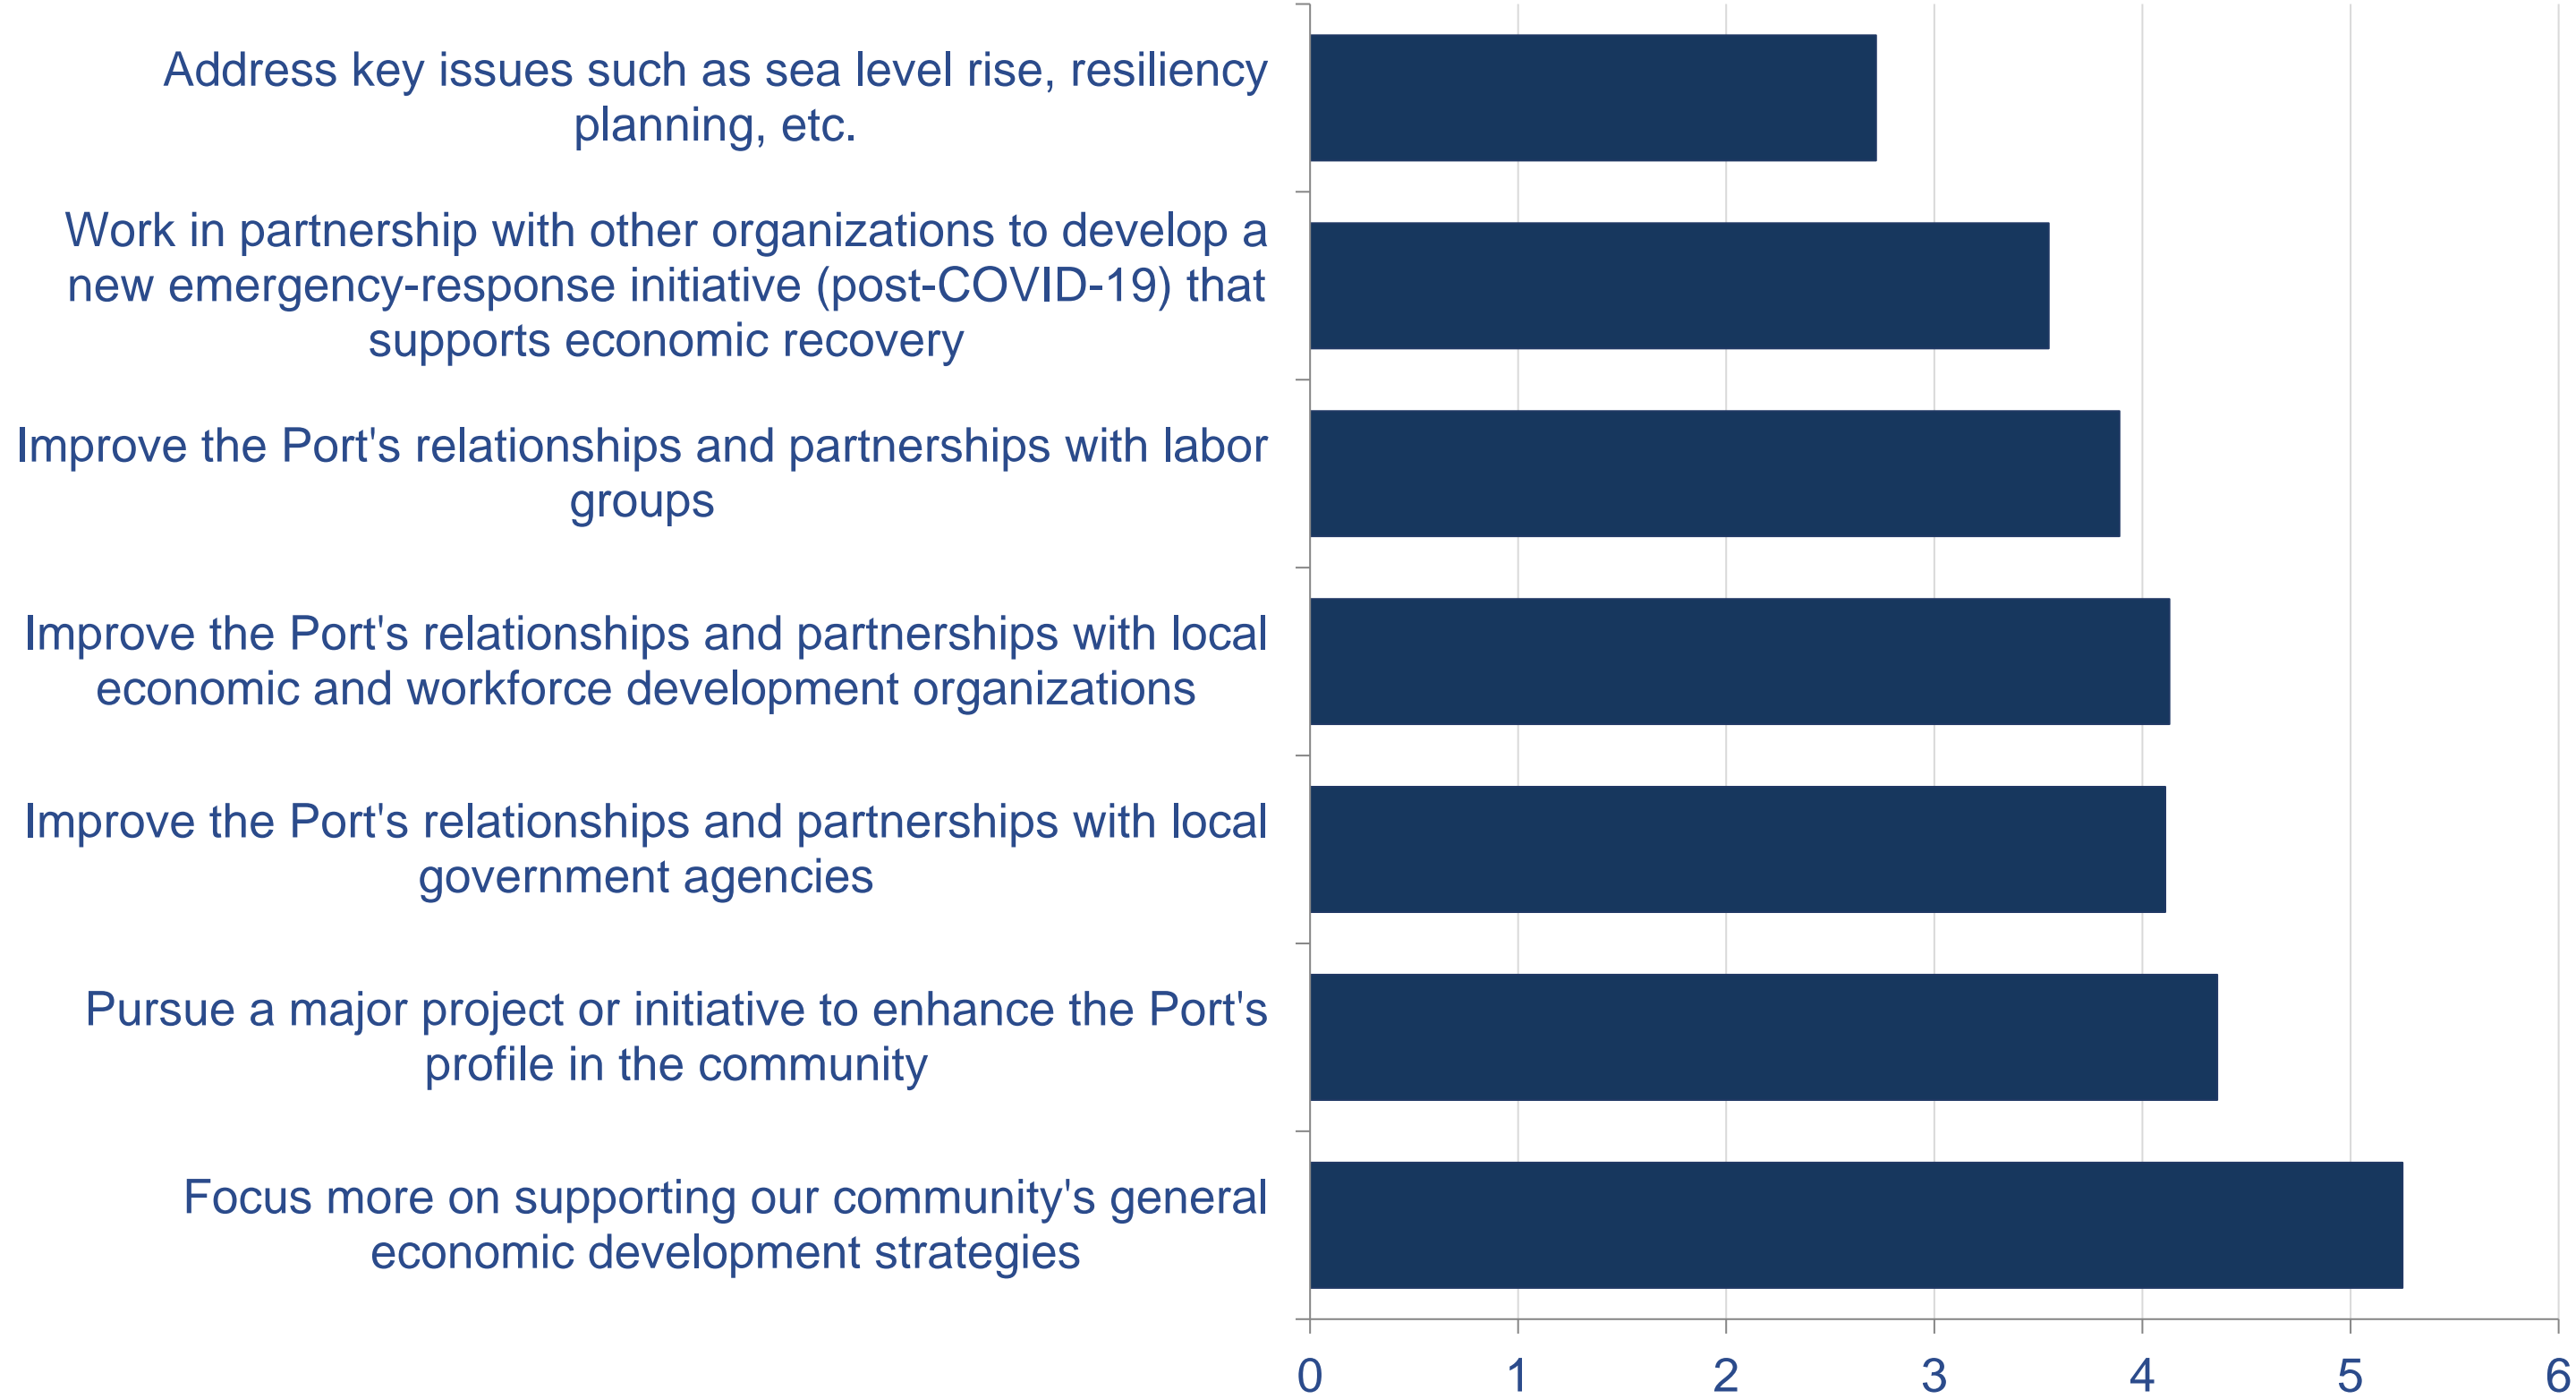 Address key issues such as sea level rise, resiliency
planning, etc.
Work in partnership with other organizations to develop a
new emergency-response initiative (post-COVID-19) that
supports economic recovery
Improve the Port's relationships and partnerships with labor
groups
Improve the Port's relationships and partnerships with local
economic and workforce development organizations
Improve the Port's relationships and partnerships with local
government agencies
Pursue a major project or initiative to enhance the Port's
profile in the community
Focus more on supporting our community's general
economic development strategies
0 1 2 3 4 5 6